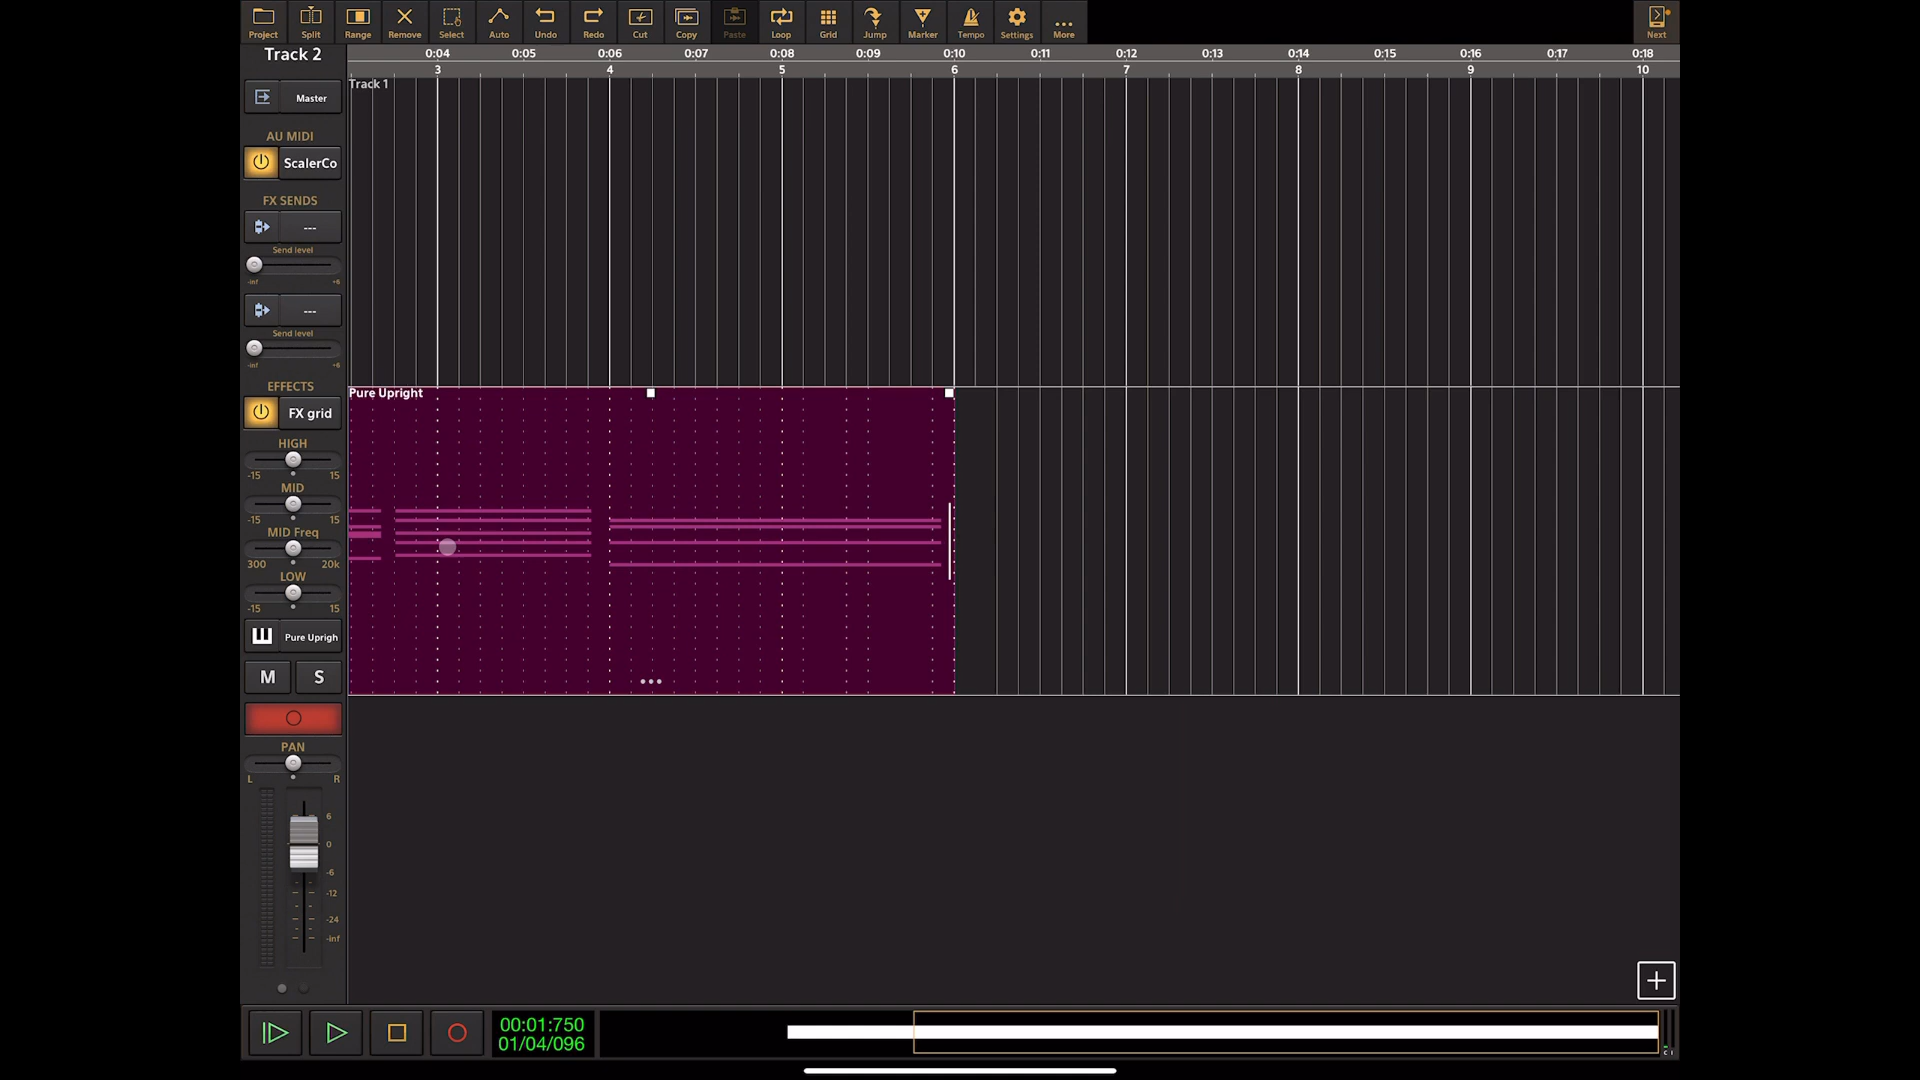 Project Split Range Remove Select Auto Undo Redo Cut Copy Paste Loop Grid Jump Marker Tempo Settings More Next
Track 2
0:04 0:05 0:06 0:07 0:08 0:09 0:10 0:11 0:12 0:13 0:14 0:15 0:16 0:17 0:18
3 4 5 6 7 8 9 10
Track 1
Master
AU MIDI
ScalerCo
FX SENDS
---
Send level
-inf +6
---
Send level
-inf +6
EFFECTS
Pure Upright
FX grid
HIGH
-15 15
MID
-15 15
MID Freq
300 20k
LOW
-15 15
Pure Uprigh
M S
PAN
L R
6
0
-6
-12
-24
-inf
00:01:750
01/04/096